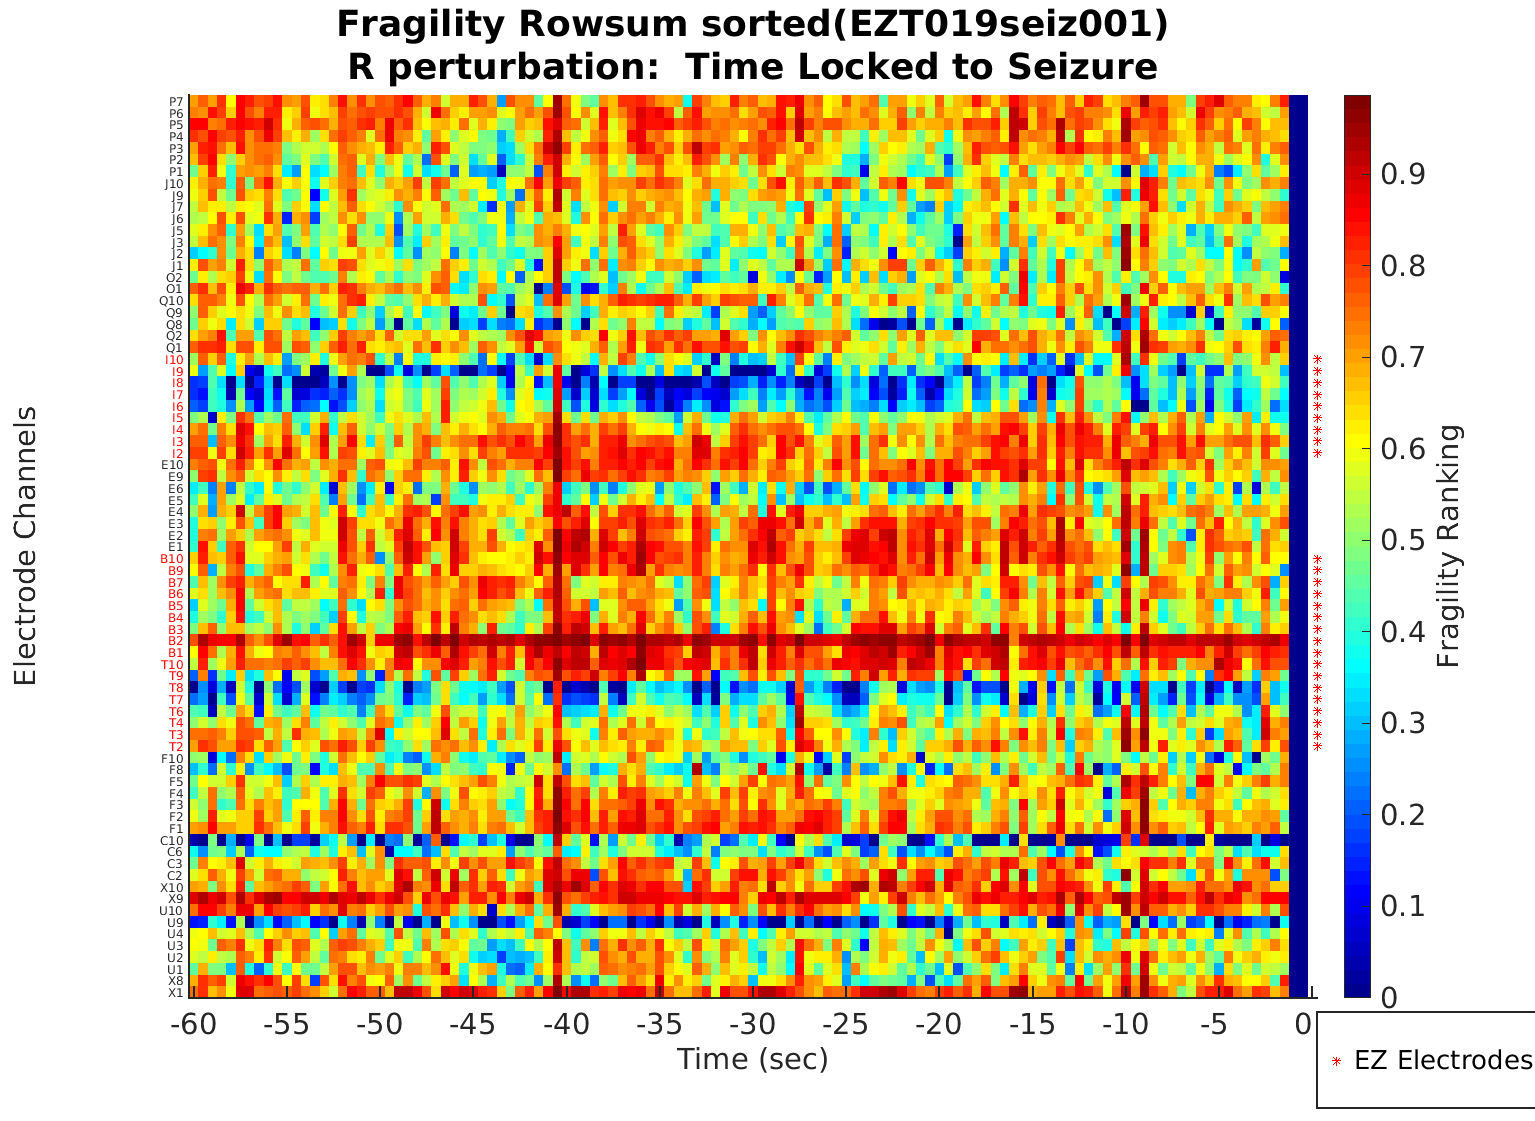 Fragility Rowsum sorted(EZT019seiz001)
R perturbation:  Time Locked to Seizure
Electrode Channels
P7
P6
P5
P4
P3
P2
P1
J10
J9
J7
J6
J5
J3
J2
J1
O2
O1
Q10
Q9
Q8
Q2
Q1
I10
I9
I8
I7
I6
I5
I4
I3
I2
E10
E9
E6
E5
E4
E3
E2
E1
B10
B9
B7
B6
B5
B4
B3
B2
B1
T10
T9
T8
T7
T6
T4
T3
T2
F10
F8
F5
F4
F3
F2
F1
C10
C6
C3
C2
X10
X9
U10
U9
U4
U3
U2
U1
X8
X1
-60 -55 -50 -45 -40 -35 -30 -25 -20 -15 -10 -5 0
Time (sec)
0.9
0.8
0.7
0.6
0.5
0.4
0.3
0.2
0.1
0
Fragility Ranking
EZ Electrodes